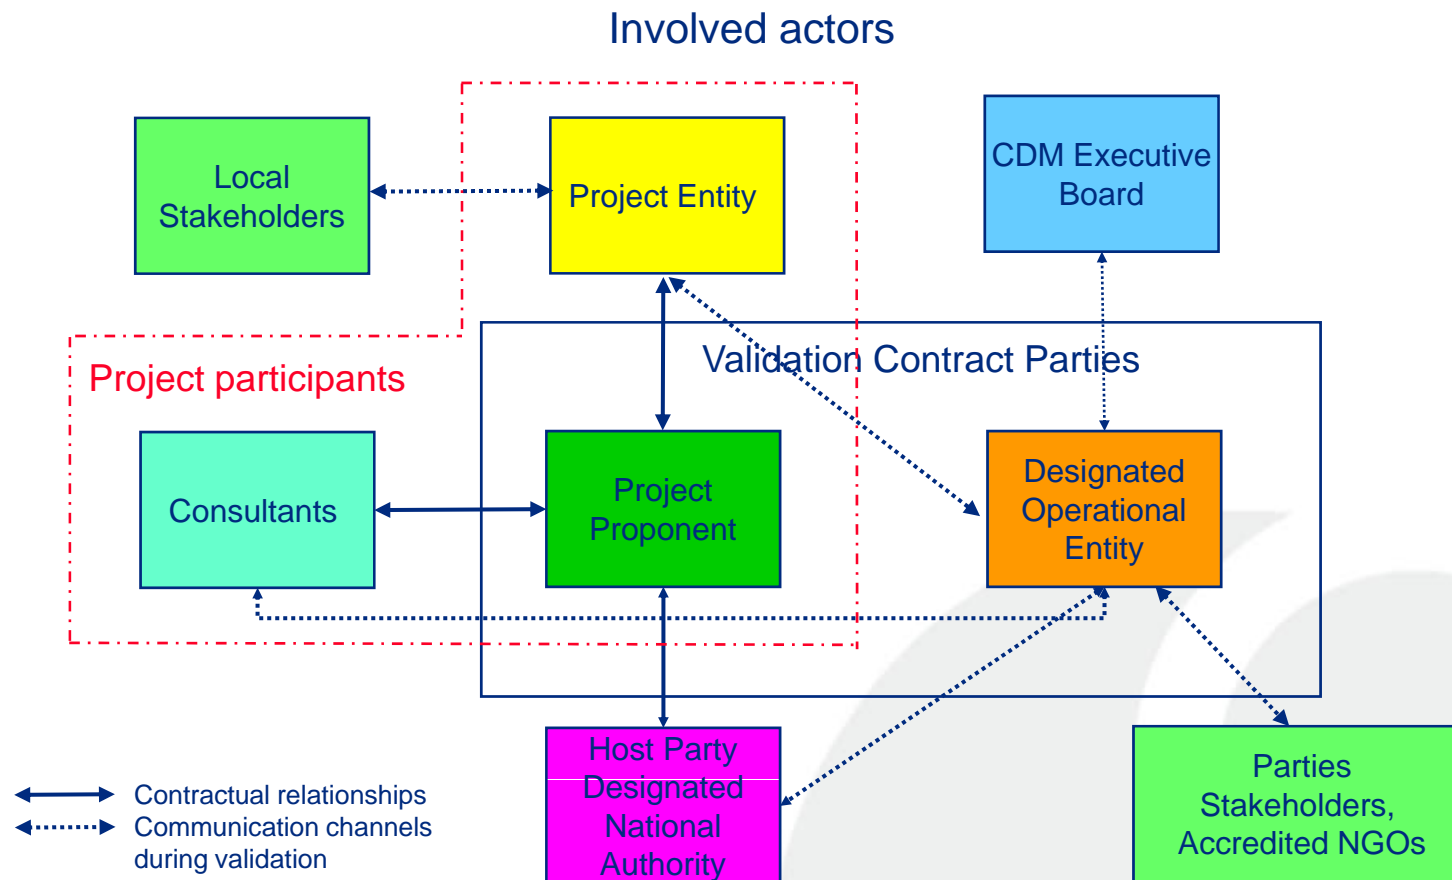 Involved actors
Local
Stakeholders
Project Entity
CDM Executive
Board
Validation Contract Parties
Project participants
Consultants
Project
Proponent
Designated
Operational
Entity
Host Party
Designated
National
Authority
Parties
Stakeholders,
Accredited NGOs
Contractual relationships
Communication channels
during validation